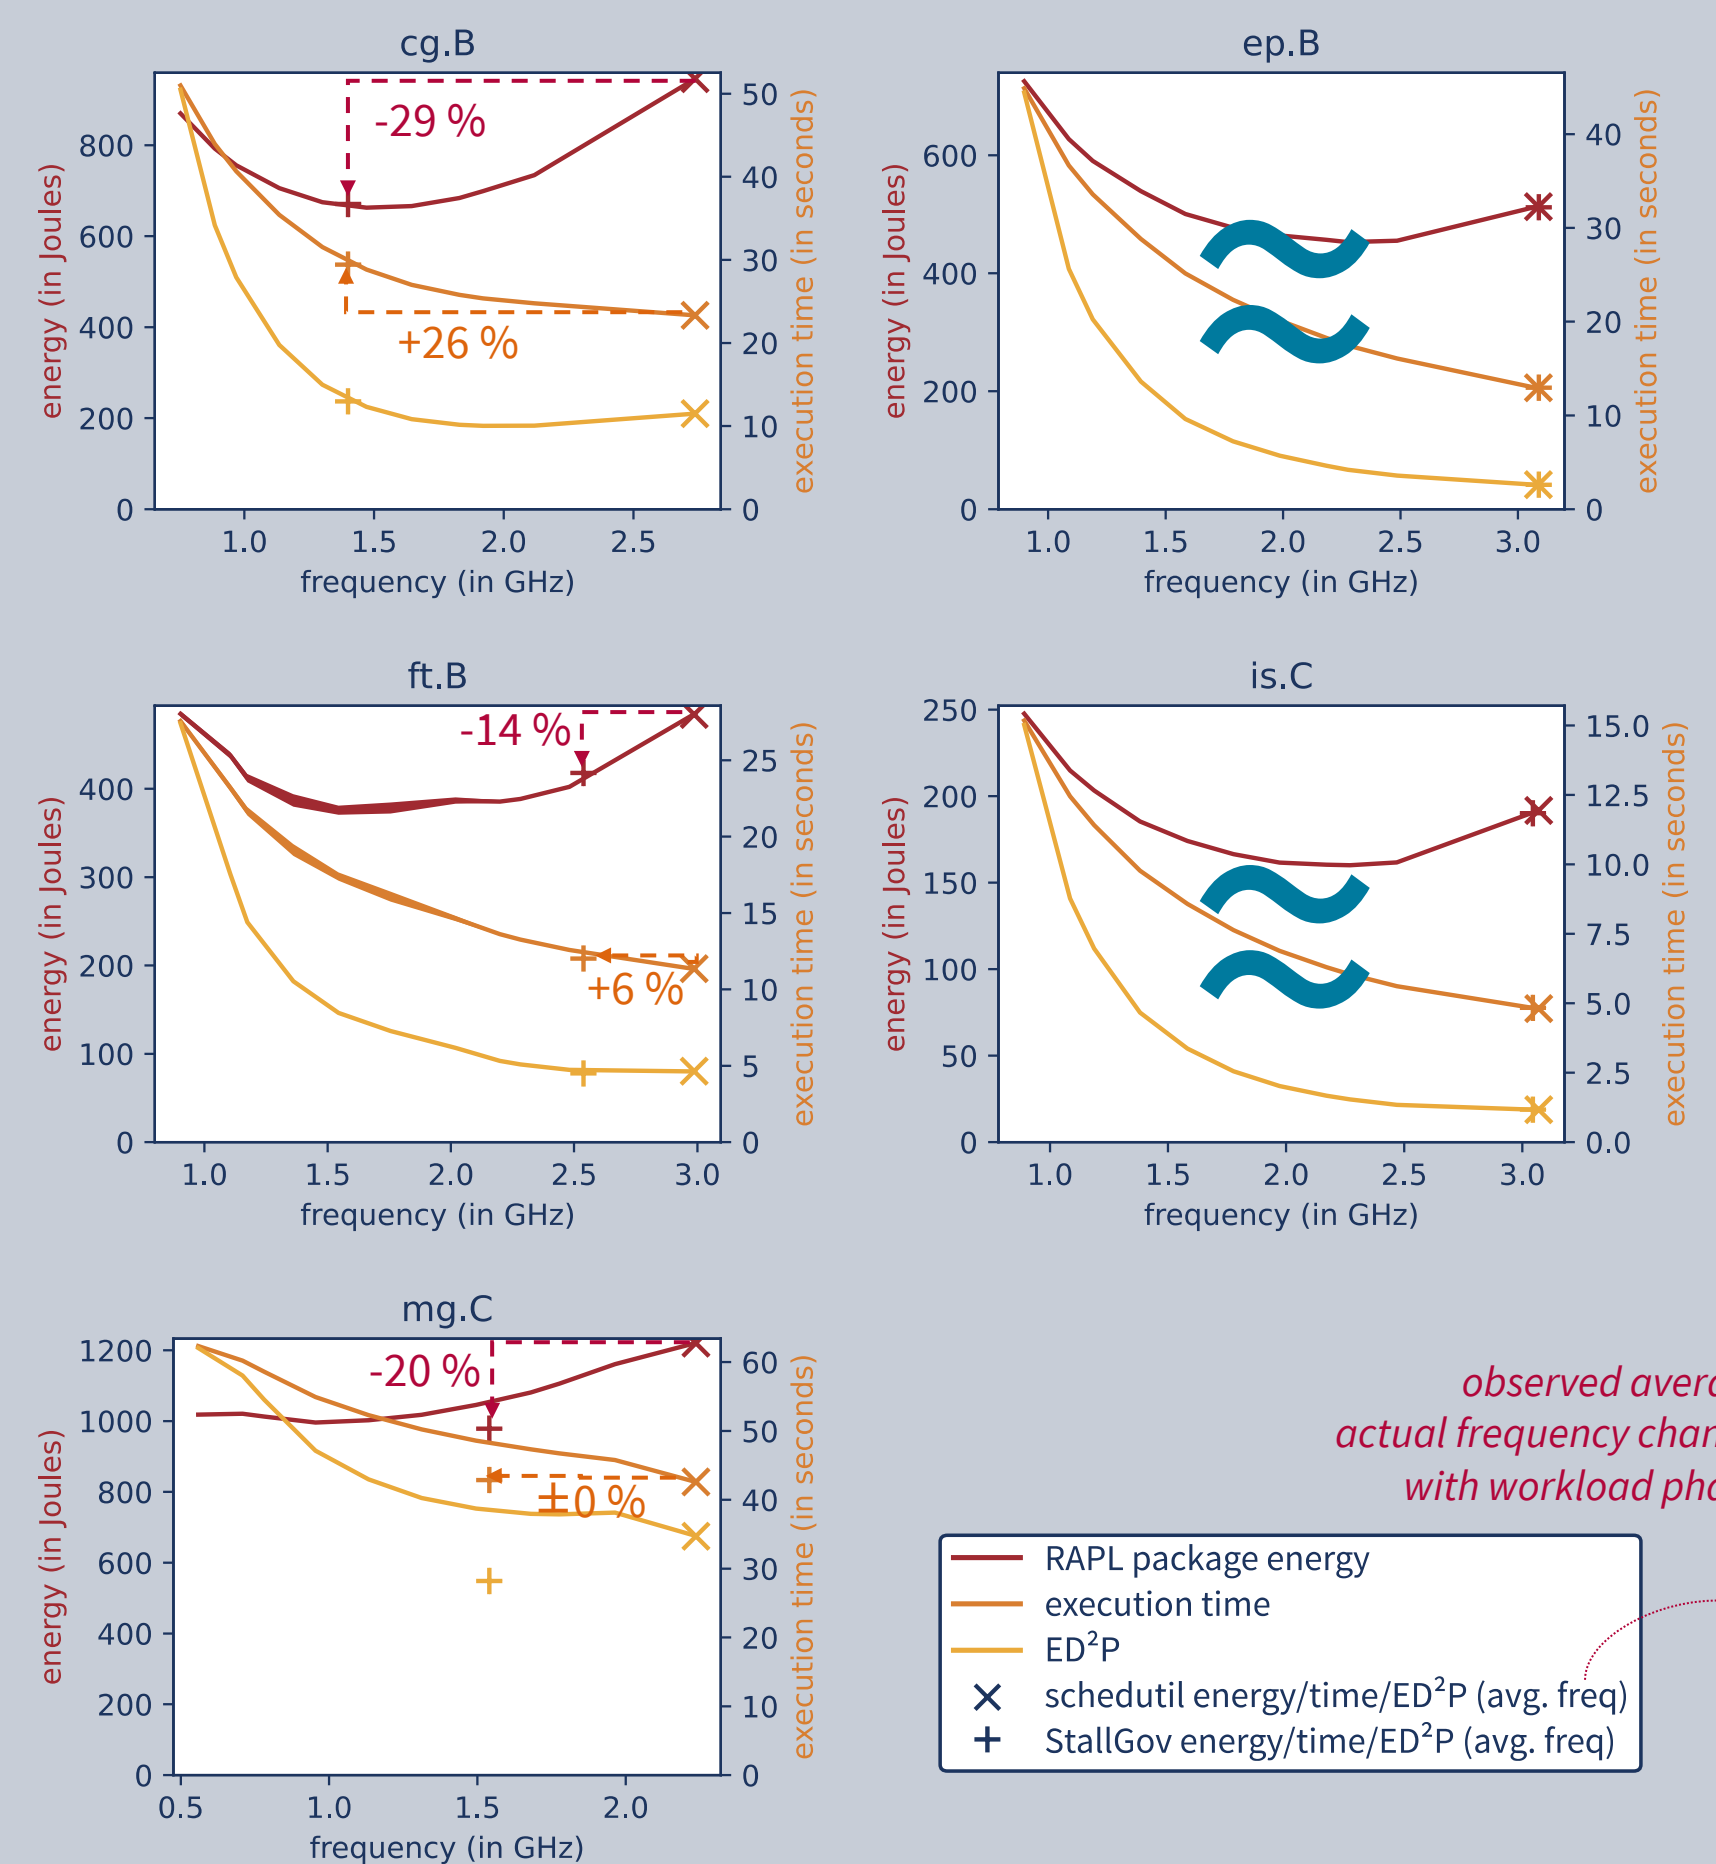 cg.B
energy (in Joules)
800
600
400
200
0
-29 %
+26 %
50
40
30
20
10
0
execution time (in seconds)
1.0 1.5 2.0 2.5
frequency (in GHz)
ep.B
energy (in Joules)
600
400
200
0
40
30
20
10
0
execution time (in seconds)
1.0 1.5 2.0 2.5 3.0
frequency (in GHz)
ft.B
energy (in Joules)
400
300
200
100
0
-14 %
+6 %
25
20
15
10
5
0
execution time (in seconds)
1.0 1.5 2.0 2.5 3.0
frequency (in GHz)
is.C
energy (in Joules)
250
200
150
100
50
0
15.0
12.5
10.0
7.5
5.0
2.5
0.0
execution time (in seconds)
1.0 1.5 2.0 2.5 3.0
frequency (in GHz)
mg.C
energy (in Joules)
1200
1000
800
600
400
200
0
-20 %
±0 %
60
50
40
30
20
10
0
execution time (in seconds)
0.5 1.0 1.5 2.0
frequency (in GHz)
observed
actual frequency
with workload
RAPL package energy
execution time
ED²P
schedutil energy/time/ED²P (avg. freq)
StallGov energy/time/ED²P (avg. freq)